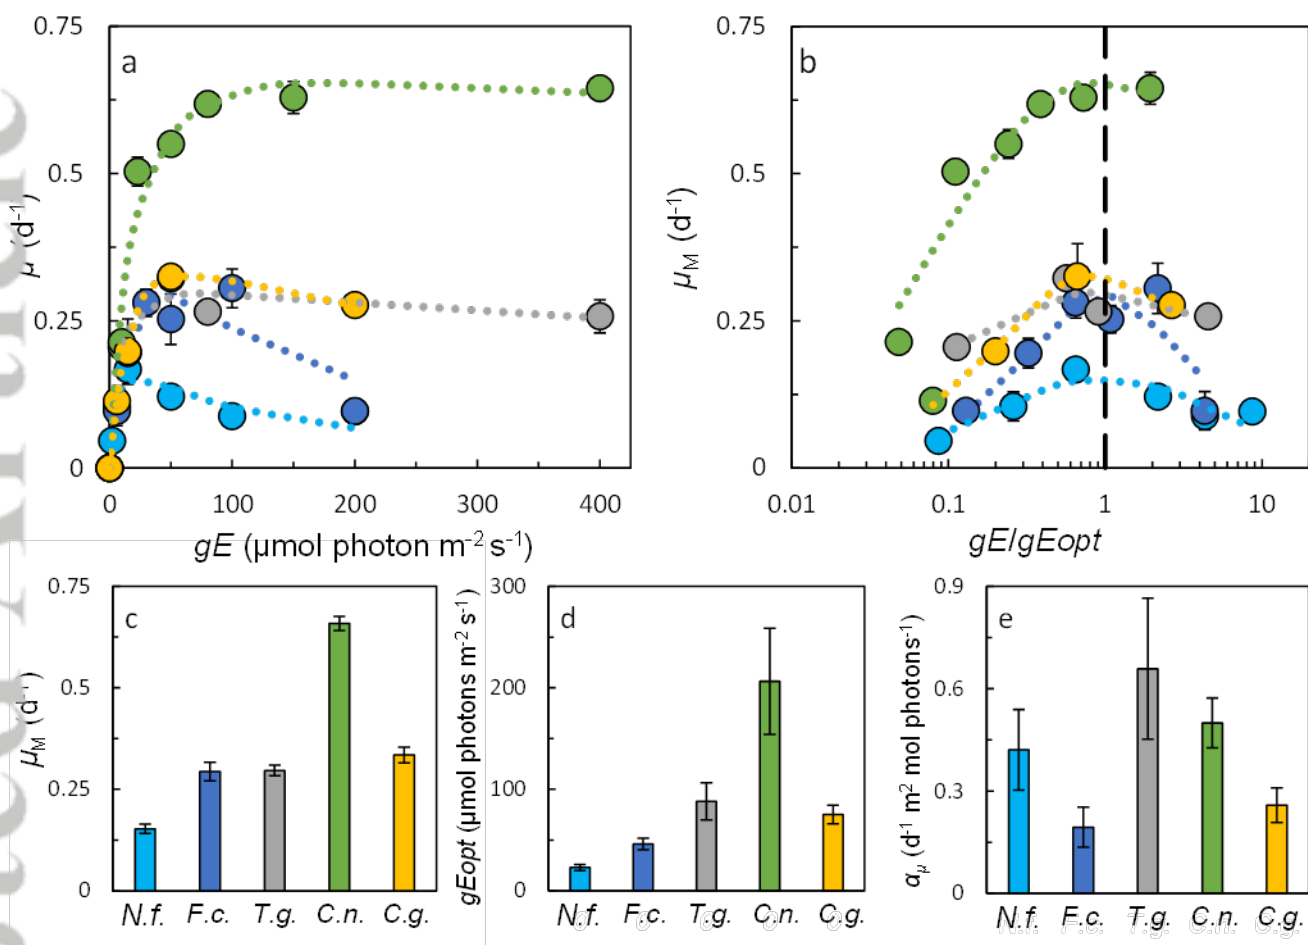 0.75
0.5
0.25
0
a
μ (d-1)
0
100
200
300
400
gE (μmol photon m-2 s-1)
0.75
0.5
0.25
0
b
μM (d-1)
0.01
0.1
1
10
gE/gEopt
0.75
0.5
0.25
0
c
μM (d-1)
N.f.
F.c.
T.g.
C.n.
C.g.
300
200
100
0
d
gEopt (μmol photons m-2 s-1)
N.f.
F.c.
T.g.
C.n.
C.g.
0.9
0.6
0.3
0
e
αμ (d-1 m2 mol photons-1)
N.f.
F.c.
T.g.
C.n.
C.g.